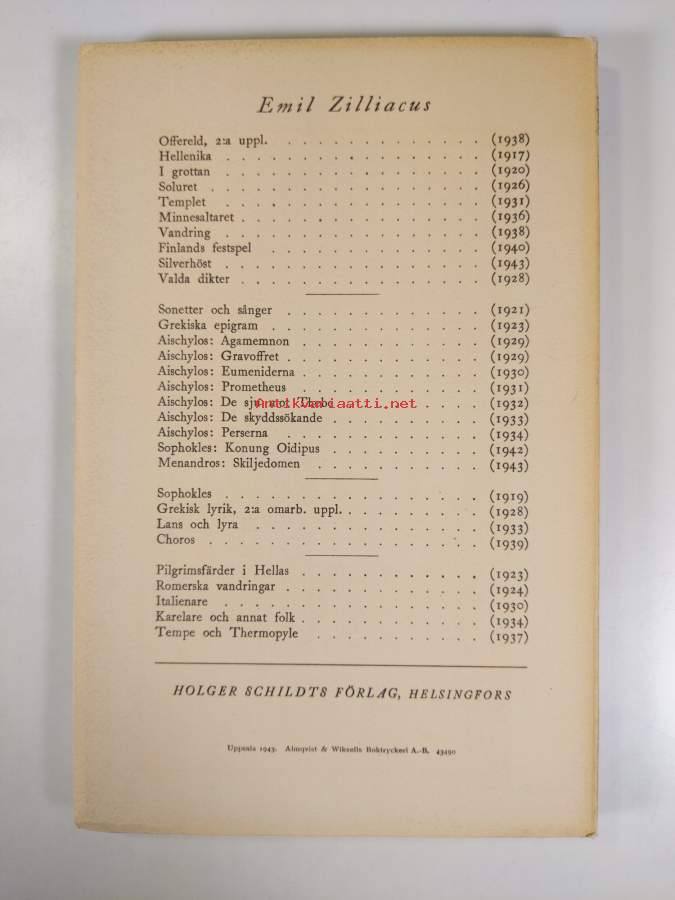 Emil Zilliacus
Offereld, 2:a uppl. . . . . . . . . . . . . . (1938)
Hellenika . . . . . . . . . . . . . . . . . (1917)
I grottan . . . . . . . . . . . . . . . . . (1920)
Soluret . . . . . . . . . . . . . . . . . . (1926)
Templet . . . . . . . . . . . . . . . . . (1931)
Minnesaltaret . . . . . . . . . . . . . . . . (1936)
Vandring . . . . . . . . . . . . . . . . . (1938)
Finlands festspel . . . . . . . . . . . . . . (1940)
Silverhöst . . . . . . . . . . . . . . . . . (1943)
Valda dikter . . . . . . . . . . . . . . . . (1928)
Sonetter och sånger . . . . . . . . . . . . . (1921)
Grekiska epigram . . . . . . . . . . . . . . (1923)
Aischylos: Agamemnon . . . . . . . . . . . . (1929)
Aischylos: Gravoffret . . . . . . . . . . . . . (1929)
Aischylos: Eumeniderna . . . . . . . . . . . . (1930)
Aischylos: Prometheus . . . . . . . . . . . . (1931)
Aischylos: De sju mot Thebe . . . . . . . . . (1932)
Antikvariaatti.net
Aischylos: De skyddssökande . . . . . . . . . . (1933)
Aischylos: Perserna . . . . . . . . . . . . . (1934)
Sophokles: Konung Oidipus . . . . . . . . . . (1942)
Menandros: Skiljedomen . . . . . . . . . . . (1943)
Sophokles . . . . . . . . . . . . . . . . . (1919)
Grekisk lyrik, 2:a omarb. uppl. . . . . . . . . . (1928)
Lans och lyra . . . . . . . . . . . . . . . (1933)
Choros . . . . . . . . . . . . . . . . . . (1939)
Pilgrimsfärder i Hellas . . . . . . . . . . . . (1923)
Romerska vandringar . . . . . . . . . . . . . (1924)
Italienare . . . . . . . . . . . . . . . . . (1930)
Karelare och annat folk . . . . . . . . . . . . (1934)
Tempe och Thermopyle . . . . . . . . . . . (1937)
HOLGER SCHILDTS FÖRLAG, HELSINGFORS
Uppsala 1943. Almqvist & Wiksells Boktryckeri A.-B. 43490